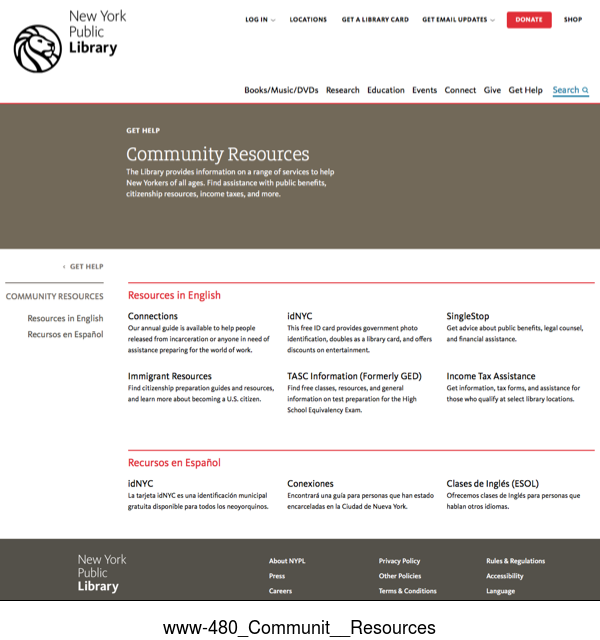 New York
Public
Library
LOG IN
LOCATIONS
GET A LIBRARY CARD
GET EMAIL UPDATES
DONATE
SHOP
Books/Music/DVDs Research Education Events Connect Give Get Help Search
GET HELP
Community Resources
The Library provides information on a range of services to help
New Yorkers of all ages. Find assistance with public benefits,
citizenship resources, income taxes, and more.
< GET HELP
COMMUNITY RESOURCES
Resources in English
Recursos en Español
Resources in English
Connections
Our annual guide is available to help people
released from incarceration or anyone in need of
assistance preparing for the world of work.
idNYC
This free ID card provides government photo
identification, doubles as a library card, and offers
discounts on entertainment.
SingleStop
Get advice about public benefits, legal counsel,
and financial assistance.
Immigrant Resources
Find citizenship preparation guides and resources,
and learn more about becoming a U.S. citizen.
TASC Information (Formerly GED)
Find free classes, resources, and general
information on test preparation for the High
School Equivalency Exam.
Income Tax Assistance
Get information, tax forms, and assistance for
those who qualify at select library locations.
Recursos en Español
idNYC
La tarjeta idNYC es una identificación municipal
gratuita disponible para todos los neoyorquinos.
Conexiones
Encontrará una guía para personas que han estado
encarceladas en la Ciudad de Nueva York.
Clases de Inglés (ESOL)
Ofrecemos clases de Inglés para personas que
hablan otros idiomas.
New York
Public
Library
About NYPL
Privacy Policy
Rules & Regulations
Press
Other Policies
Accessibility
Careers
Terms & Conditions
Language
www-480_Communit__Resources